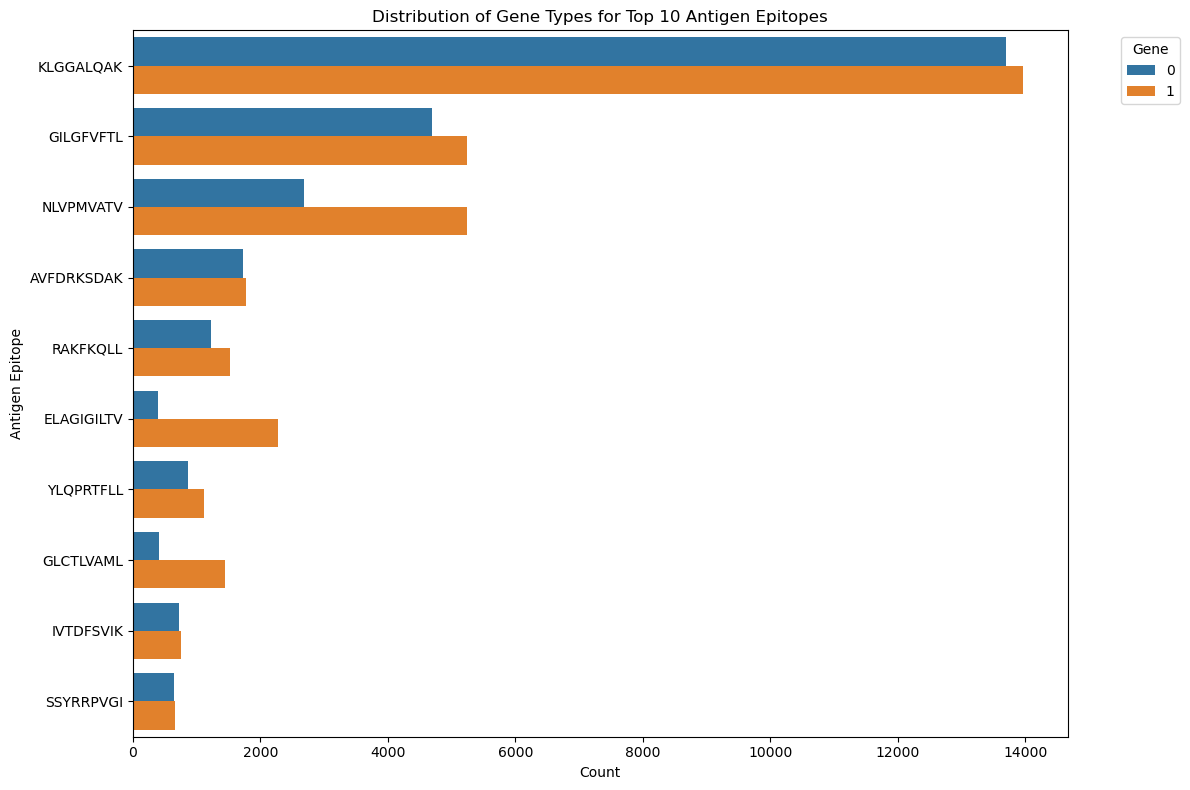 Distribution of Gene Types for Top 10 Antigen Epitopes
Gene
0
1
Antigen Epitope
KLGGALQAK
GILGFVFTL
NLVPMVATV
AVFDRKSDAK
RAKFKQLL
ELAGIGILTV
YLQPRTFLL
GLCTLVAML
IVTDFSVIK
SSYRRPVGI
0 2000 4000 6000 8000 10000 12000 14000
Count